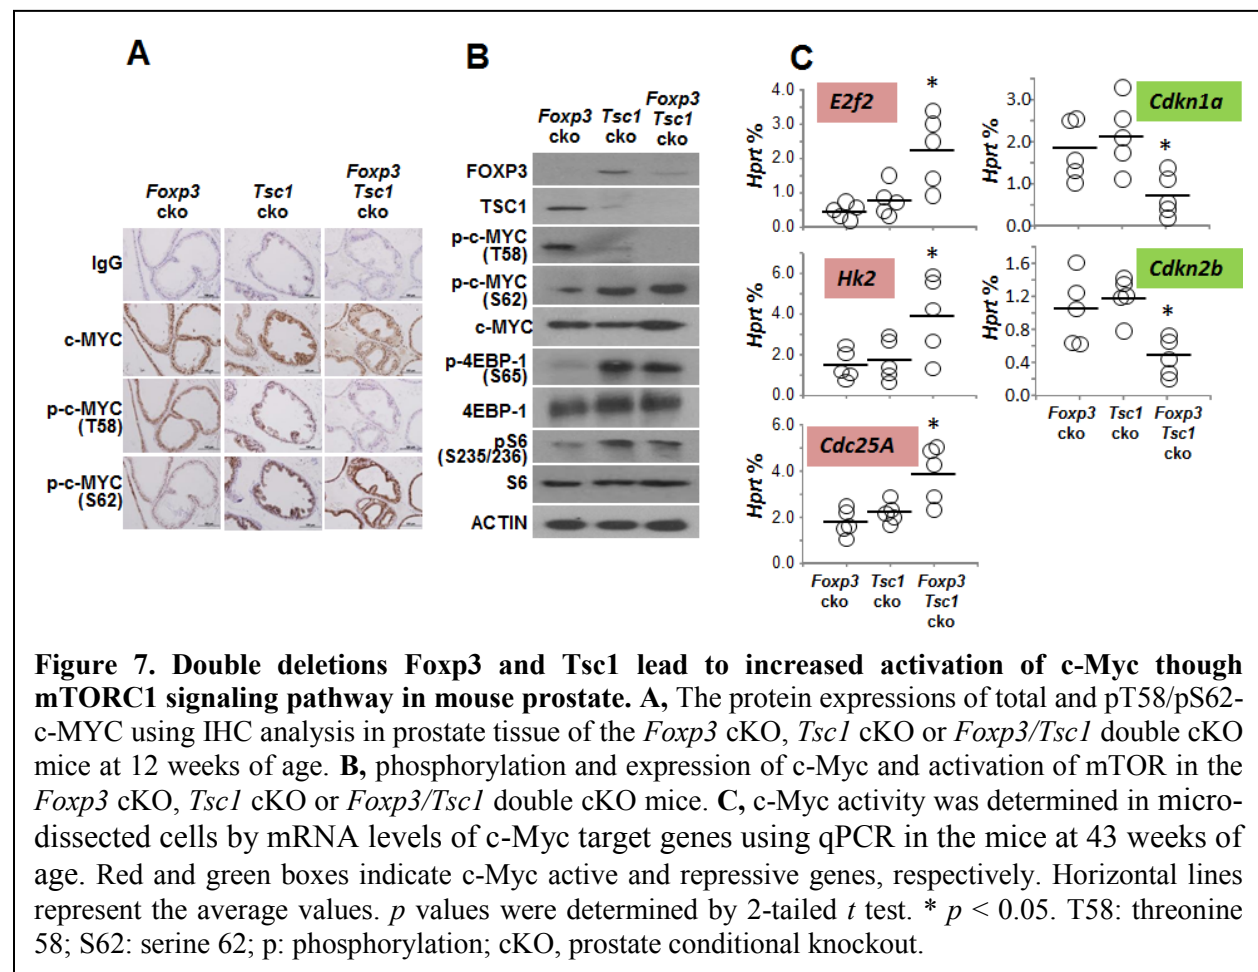 A
Foxp3
cko
Tsc1
cko
Foxp3
Tsc1
cko
IgG
c-MYC
p-c-MYC
(T58)
p-c-MYC
(S62)
B
Foxp3
cko
Tsc1
cko
Foxp3
Tsc1
cko
FOXP3
TSC1
p-c-MYC
(T58)
p-c-MYC
(S62)
c-MYC
p-4EBP-1
(S65)
4EBP-1
pS6
(S235/236)
S6
ACTIN
C
E2f2
*
Hprt %
4.0
3.0
2.0
1.0
0.0
Cdkn1a
*
Hprt %
3.0
2.0
1.0
0.0
Hk2
*
Hprt %
6.0
4.0
2.0
0.0
Cdkn2b
*
Hprt %
1.6
1.2
0.8
0.4
0.0
Foxp3
cko
Tsc1
cko
Foxp3
Tsc1
cko
Cdc25A
*
Hprt %
6.0
4.0
2.0
0.0
Foxp3
cko
Tsc1
cko
Foxp3
Tsc1
cko
Figure 7. Double deletions Foxp3 and Tsc1 lead to increased activation of c-Myc though
mTORC1 signaling pathway in mouse prostate. A, The protein expressions of total and pT58/pS62-
c-MYC using IHC analysis in prostate tissue of the Foxp3 cKO, Tsc1 cKO or Foxp3/Tsc1 double cKO
mice at 12 weeks of age. B, phosphorylation and expression of c-Myc and activation of mTOR in the
Foxp3 cKO, Tsc1 cKO or Foxp3/Tsc1 double cKO mice. C, c-Myc activity was determined in micro-
dissected cells by mRNA levels of c-Myc target genes using qPCR in the mice at 43 weeks of
age. Red and green boxes indicate c-Myc active and repressive genes, respectively. Horizontal lines
represent the average values. p values were determined by 2-tailed t test. * p < 0.05. T58: threonine
58; S62: serine 62; p: phosphorylation; cKO, prostate conditional knockout.